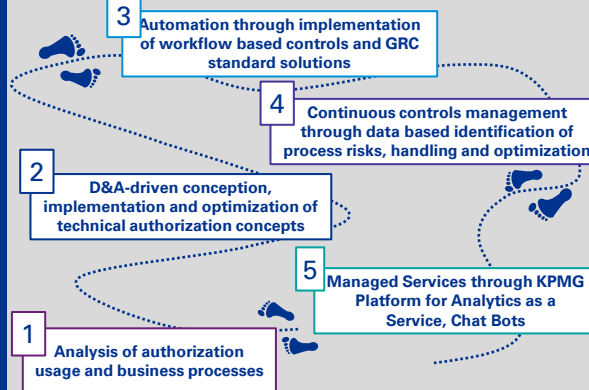 3
Automation through implementation
of workflow based controls and GRC
standard solutions
4
Continuous controls management
through data based identification of
process risks, handling and optimization
2
D&A-driven conception,
implementation and optimization of
technical authorization concepts
5
Managed Services through KPMG
Platform for Analytics as a
Service, Chat Bots
1
Analysis of authorization
usage and business processes